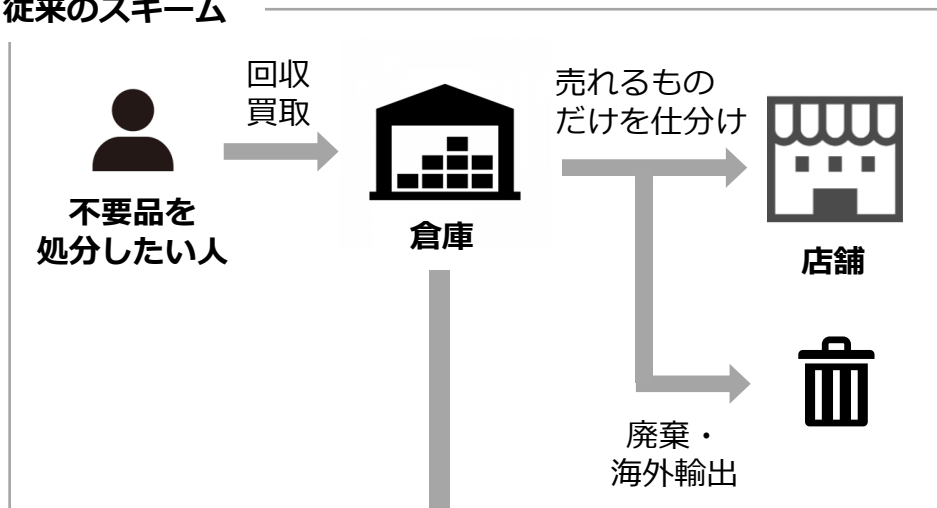 従来のスキーム
回収
買取
売れるもの
だけを仕分け
不要品を
処分したい人
倉庫
店舗
廃棄・
海外輸出